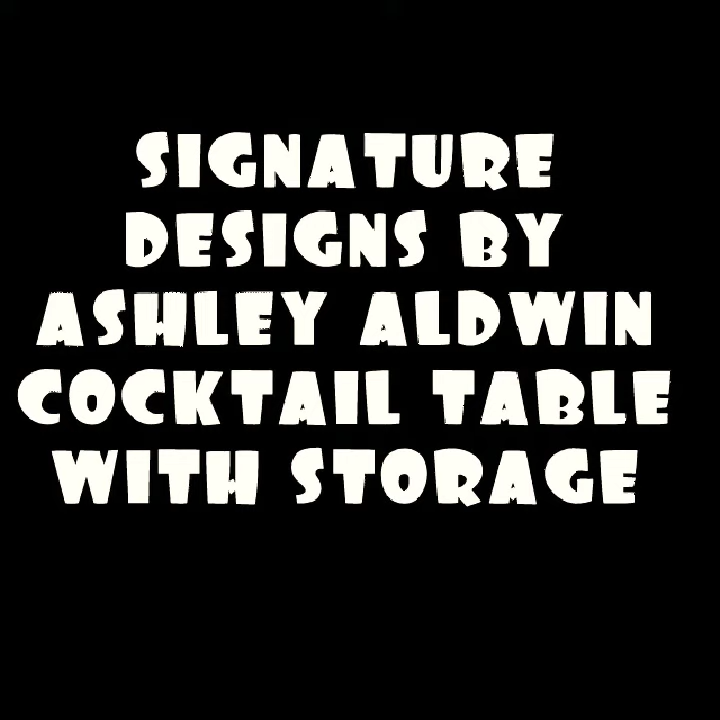 SIGNATURE
DESIGNS BY
ASHLEY ALDWIN
COCKTAIL TABLE
WITH STORAGE